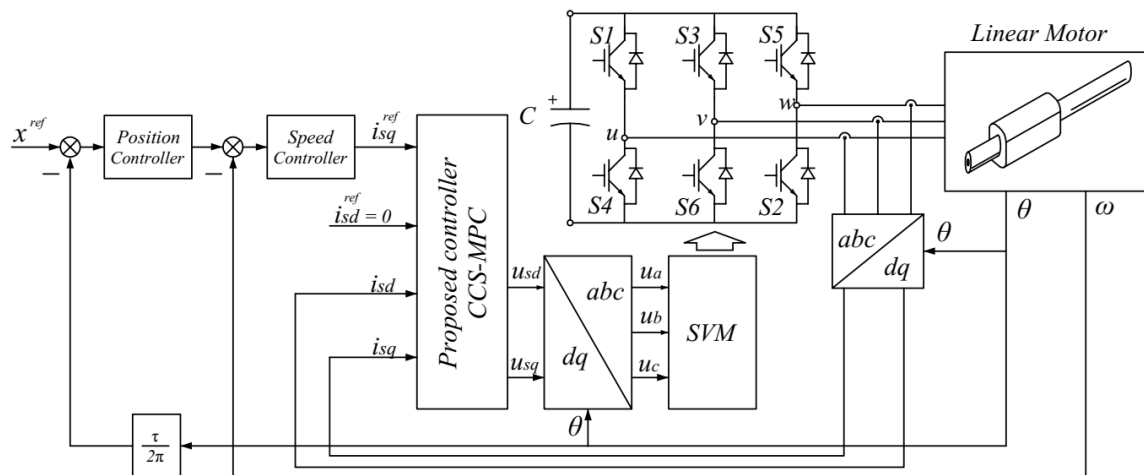 Linear Motor
S1
S3
S5
C
+
u
v
w
S4
S6
S2
x^ref
−
Position
Controller
−
Speed
Controller
i_sq^ref
i_sd^ref = 0
i_sd
i_sq
Proposed controller
CCS-MPC
u_sd
u_sq
abc
dq
θ
u_a
u_b
u_c
SVM
abc
dq
θ
θ
ω
τ
2π